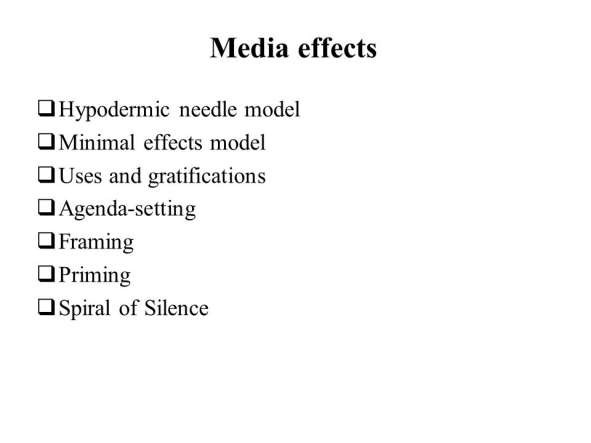 Media effects
❑Hypodermic needle model
❑Minimal effects model
❑Uses and gratifications
❑Agenda-setting
❑Framing
❑Priming
❑Spiral of Silence